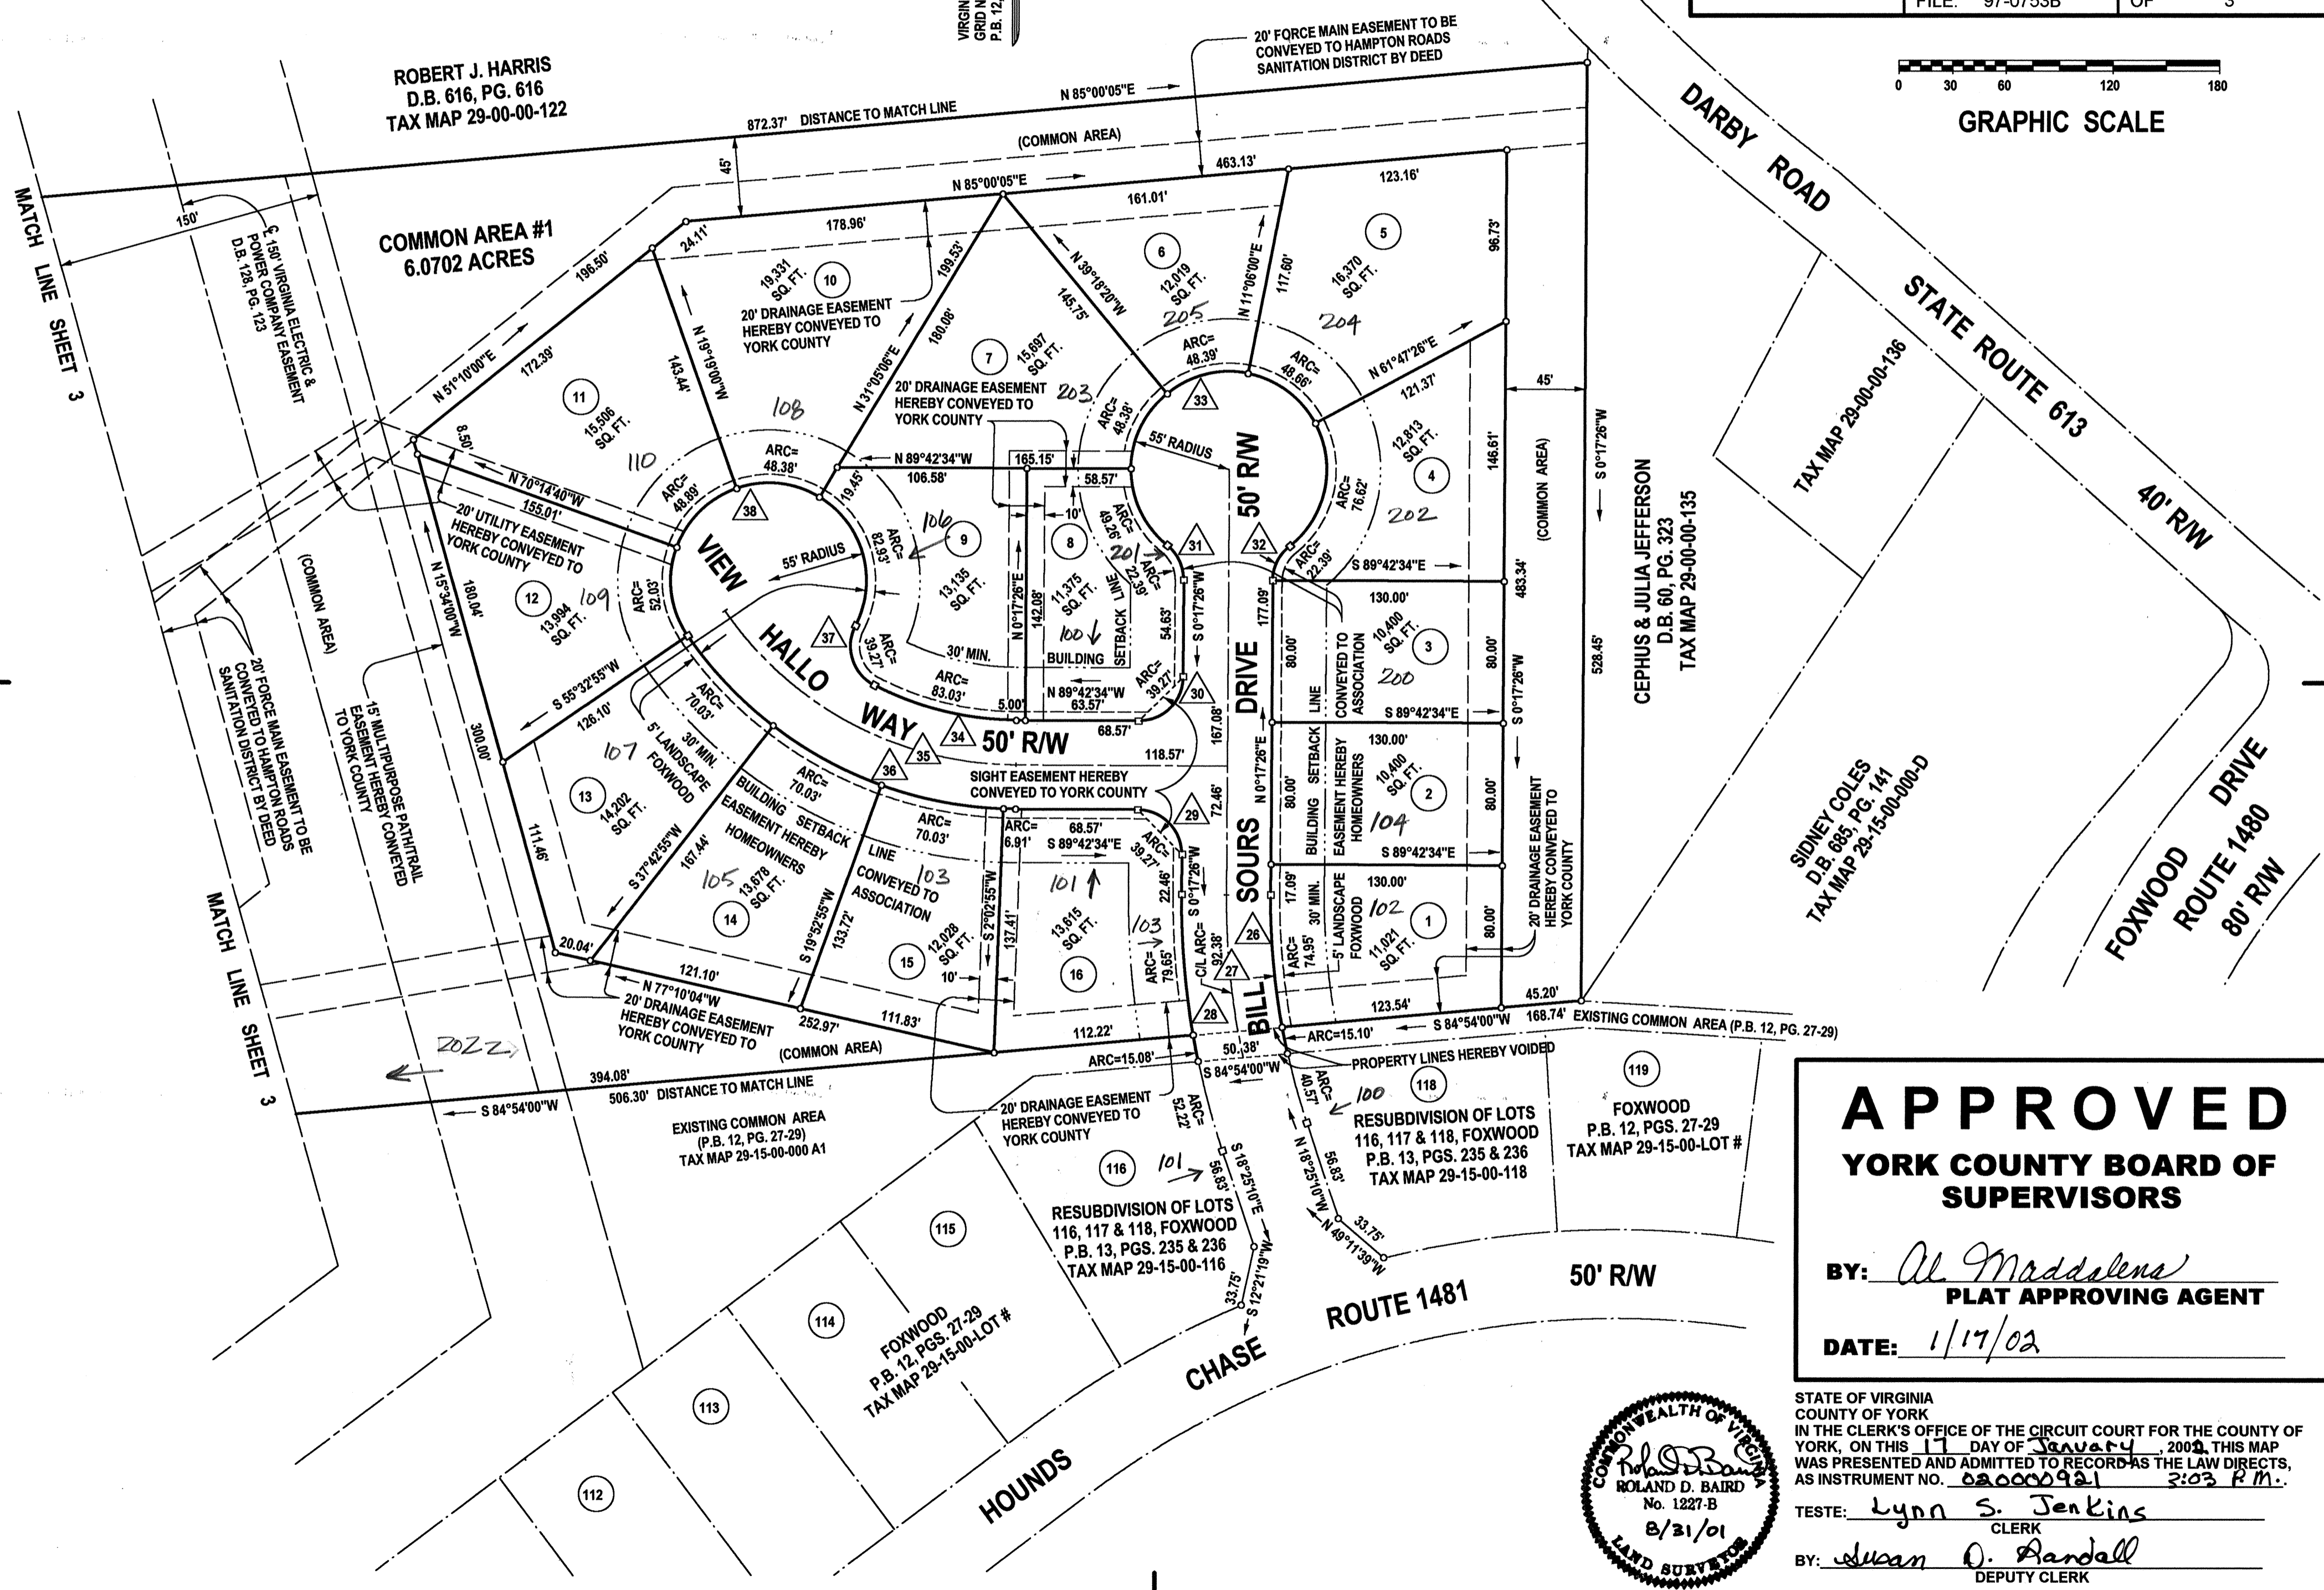 VIRGIN
GRID N
P.B. 12,
FILE: 97-0753B
OF 3
0 30 60 120 180
GRAPHIC SCALE
ROBERT J. HARRIS
D.B. 616, PG. 616
TAX MAP 29-00-00-122
20' FORCE MAIN EASEMENT TO BE
CONVEYED TO HAMPTON ROADS
SANITATION DISTRICT BY DEED
872.37' DISTANCE TO MATCH LINE
N 85°00'05"E
(COMMON AREA)
45'
N 85°00'05"E
463.13'
178.96'
161.01'
123.16'
24.11'
MATCH LINE SHEET 3
150'
℄ 150' VIRGINIA ELECTRIC &
POWER COMPANY EASEMENT
D.B. 128, PG. 123
COMMON AREA #1
6.0702 ACRES
196.50'
N 51°10'00"E
172.39'
DARBY ROAD
STATE ROUTE 613
40' R/W
TAX MAP 29-00-00-136
10
19,331
SQ. FT.
20' DRAINAGE EASEMENT
HEREBY CONVEYED TO
YORK COUNTY
108
N 19°19'00"W
143.44'
199.53'
180.08'
N 31°05'06"E
19.45'
7
15,697
SQ. FT.
20' DRAINAGE EASEMENT
HEREBY CONVEYED TO
YORK COUNTY
203
N 39°18'20"W
145.75'
6
12,019
SQ. FT.
205
N 11°06'00"E
117.60'
5
16,370
SQ. FT.
204
96.73'
N 61°47'26"E
121.37'
45'
4
12,813
SQ. FT.
202
146.61'
ARC=
48.39'
ARC=
48.66'
ARC=
48.38'
ARC=
76.62'
ARC=
49.26'
ARC=
22.39'
ARC=
22.39'
33
31
32
55' RADIUS
50' R/W
11
15,506
SQ. FT.
110
8.50'
N 70°14'40"W
155.01'
20' UTILITY EASEMENT
HEREBY CONVEYED TO
YORK COUNTY
ARC=
48.38'
ARC=
48.89'
ARC=
52.03'
ARC=
82.93'
ARC=
39.27'
38
37
55' RADIUS
N 89°42'34"W
165.15'
106.58'
58.57'
10'
106
9
13,135
SQ. FT.
8
11,375
SQ. FT.
201
100
N 0°17'26"E
142.08'
LINE
SETBACK
BUILDING
30' MIN.
54.63'
S 0°17'26"W
ARC=
39.27'
30
N 89°42'34"W
5.00'
63.57'
68.57'
ARC=
83.03'
12
13,994
SQ. FT.
109
180.04'
N 15°34'00"W
300.00'
111.46'
(COMMON AREA)
20' FORCE MAIN EASEMENT TO BE
CONVEYED TO HAMPTON ROADS
SANITATION DISTRICT BY DEED
15' MULTIPURPOSE PATH/TRAIL
EASEMENT HEREBY CONVEYED
TO YORK COUNTY
VIEW HALLO WAY
50' R/W
34
35
36
118.57'
S 55°32'55"W
126.10'
13
14,202
SQ. FT.
107
ARC=
70.03'
5' LANDSCAPE
FOXWOOD
30' MIN.
BUILDING SETBACK LINE
EASEMENT HEREBY CONVEYED TO
HOMEOWNERS ASSOCIATION
S 37°42'55"W
167.44'
14
13,678
SQ. FT.
105
ARC=
70.03'
S 19°52'55"W
133.72'
15
12,028
SQ. FT.
103
ARC=
70.03'
10'
S 2°02'55"W
137.41'
ARC=
6.91'
68.57'
S 89°42'34"E
16
13,615
SQ. FT.
101
103
SIGHT EASEMENT HEREBY
CONVEYED TO YORK COUNTY
ARC=
39.27'
29
22.46'
S 0°17'26"W
ARC=
79.65'
C/L ARC=
92.38'
167.08'
72.46'
BILL SOURS DRIVE
26
27
28
N 0°17'26"E
177.09'
80.00'
80.00'
17.09'
ARC=
74.95'
S 89°42'34"E
130.00'
3
10,400
SQ. FT.
200
80.00'
S 89°42'34"E
130.00'
2
10,400
SQ. FT.
104
80.00'
S 89°42'34"E
130.00'
1
11,021
SQ. FT.
102
80.00'
5' LANDSCAPE EASEMENT HEREBY CONVEYED TO
FOXWOOD HOMEOWNERS ASSOCIATION
30' MIN. BUILDING SETBACK LINE
483.34'
S 0°17'26"W
(COMMON AREA)
S 0°17'26"W
528.45'
20' DRAINAGE EASEMENT
HEREBY CONVEYED TO
YORK COUNTY
CEPHUS & JULIA JEFFERSON
D.B. 60, PG. 323
TAX MAP 29-00-00-135
SIDNEY COLES
D.B. 685, PG. 141
TAX MAP 29-15-00-000-D
FOXWOOD DRIVE
ROUTE 1480
80' R/W
MATCH LINE SHEET 3
2022
20.04'
121.10'
N 77°10'04"W
252.97'
111.83'
20' DRAINAGE EASEMENT
HEREBY CONVEYED TO
YORK COUNTY
(COMMON AREA)
112.22'
394.08'
506.30' DISTANCE TO MATCH LINE
S 84°54'00"W
EXISTING COMMON AREA
(P.B. 12, PG. 27-29)
TAX MAP 29-15-00-000 A1
20' DRAINAGE EASEMENT
HEREBY CONVEYED TO
YORK COUNTY
ARC=15.08'
50.38'
S 84°54'00"W
ARC=15.10'
123.54'
45.20'
S 84°54'00"W 168.74' EXISTING COMMON AREA (P.B. 12, PG. 27-29)
PROPERTY LINES HEREBY VOIDED
ARC=
52.22'
ARC=
40.57'
100
118
RESUBDIVISION OF LOTS
116, 117 & 118, FOXWOOD
P.B. 13, PGS. 235 & 236
TAX MAP 29-15-00-118
119
FOXWOOD
P.B. 12, PGS. 27-29
TAX MAP 29-15-00-LOT #
116
101
RESUBDIVISION OF LOTS
116, 117 & 118, FOXWOOD
P.B. 13, PGS. 235 & 236
TAX MAP 29-15-00-116
S 18°25'10"E
56.83'
N 18°25'10"W
56.83'
33.75'
N 49°11'39"W
33.75'
S 12°21'19"W
115
114
113
112
FOXWOOD
P.B. 12, PGS. 27-29
TAX MAP 29-15-00-LOT #
HOUNDS CHASE
ROUTE 1481
50' R/W
APPROVED
YORK COUNTY BOARD OF
SUPERVISORS
BY: Al Maddalena
PLAT APPROVING AGENT
DATE: 1/17/02
COMMONWEALTH OF VIRGINIA
Roland D. Baird
ROLAND D. BAIRD
No. 1227-B
8/31/01
LAND SURVEYOR
STATE OF VIRGINIA
COUNTY OF YORK
IN THE CLERK'S OFFICE OF THE CIRCUIT COURT FOR THE COUNTY OF
YORK, ON THIS 17 DAY OF January, 2002 THIS MAP
WAS PRESENTED AND ADMITTED TO RECORD AS THE LAW DIRECTS,
AS INSTRUMENT NO. 020000921 3:03 P.M.
TESTE: Lynn S. Jenkins
CLERK
BY: Susan D. Randall
DEPUTY CLERK